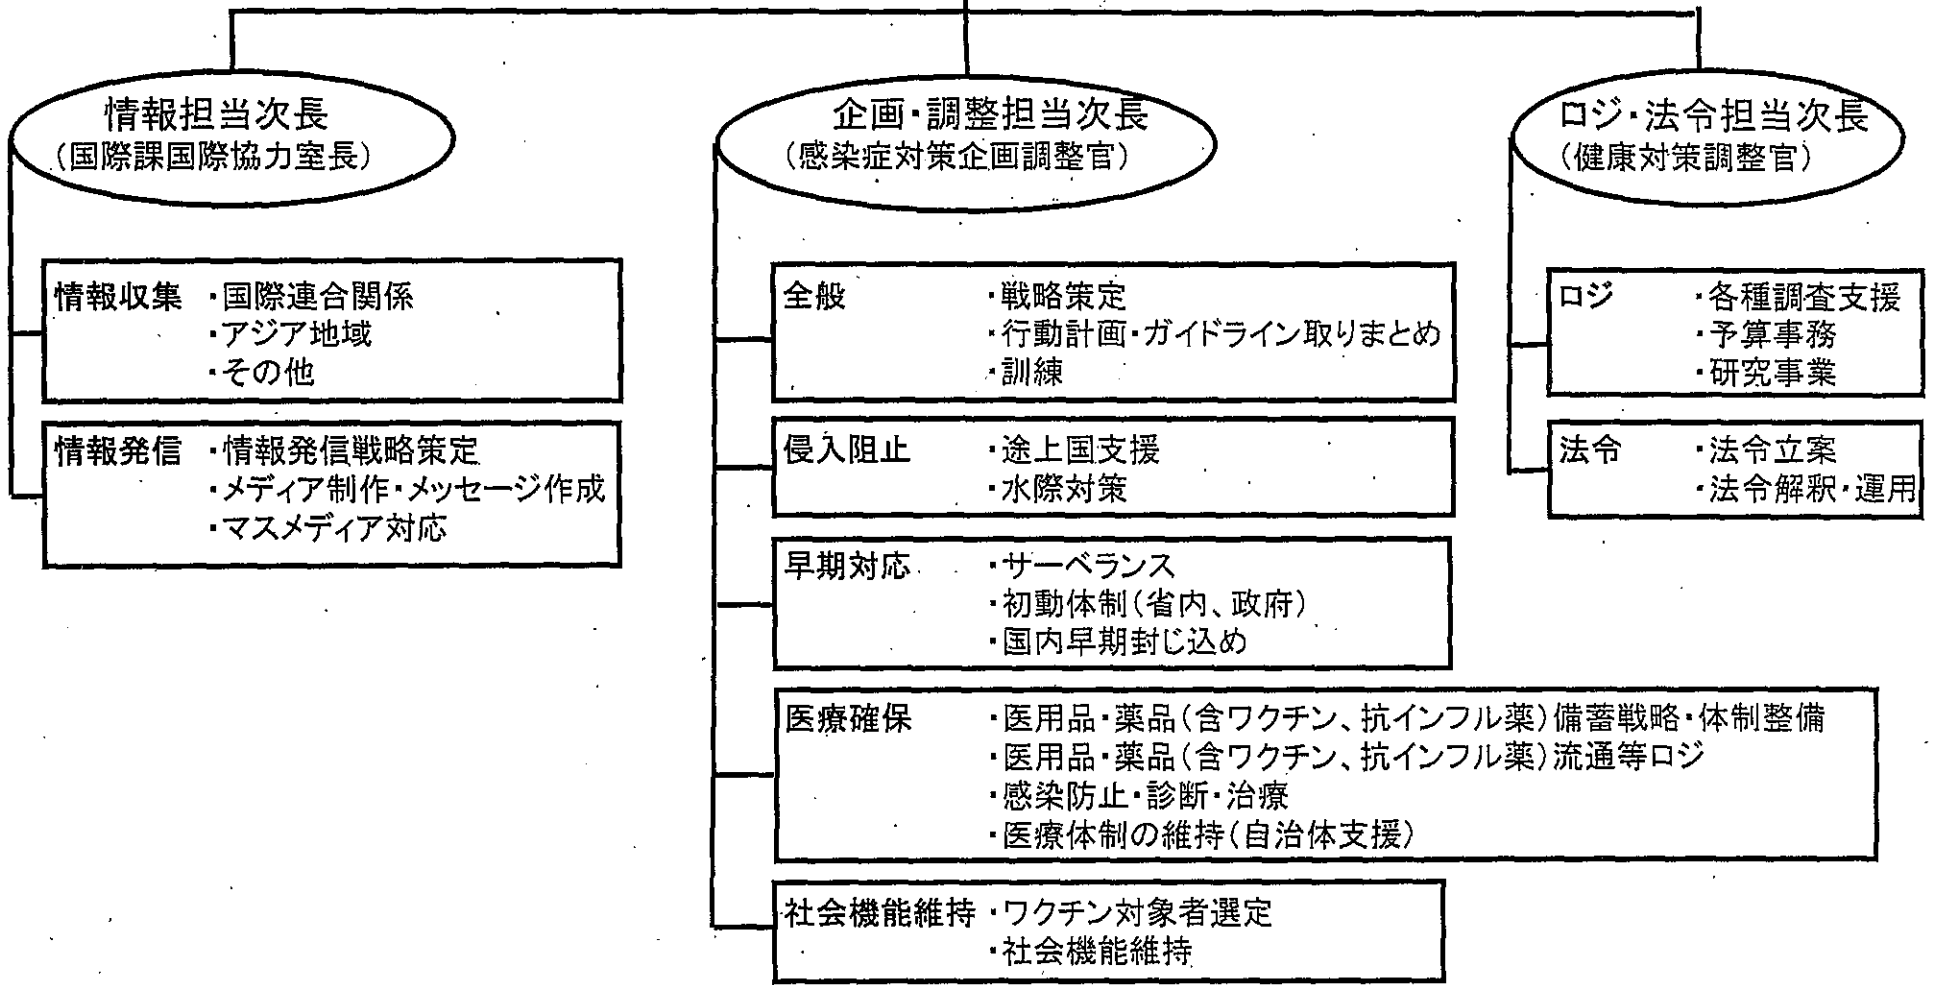 情報担当次長
(国際課国際協力室長)
情報収集 ・国際連合関係
・アジア地域
・その他
情報発信 ・情報発信戦略策定
・メディア制作・メッセージ作成
・マスメディア対応
企画・調整担当次長
(感染症対策企画調整官)
全般 ・戦略策定
・行動計画・ガイドライン取りまとめ
・訓練
侵入阻止 ・途上国支援
・水際対策
早期対応 ・サーベランス
・初動体制(省内、政府)
・国内早期封じ込め
医療確保 ・医用品・薬品(含ワクチン、抗インフル薬)備蓄戦略・体制整備
・医用品・薬品(含ワクチン、抗インフル薬)流通等ロジ
・感染防止・診断・治療
・医療体制の維持(自治体支援)
社会機能維持 ・ワクチン対象者選定
・社会機能維持
ロジ・法令担当次長
(健康対策調整官)
ロジ ・各種調査支援
・予算事務
・研究事業
法令 ・法令立案
・法令解釈・運用